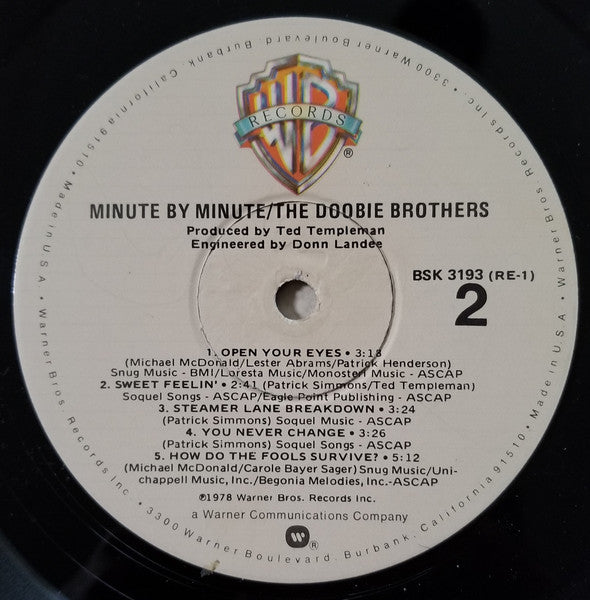 RECORDS
WB
®
MINUTE BY MINUTE/THE DOOBIE BROTHERS
Produced by Ted Templeman
Engineered by Donn Landee
BSK 3193 (RE-1)
2
1. OPEN YOUR EYES • 3:18
(Michael McDonald/Lester Abrams/Patrick Henderson)
Snug Music - BMI/Loresta Music/Monosteri Music - ASCAP
2. SWEET FEELIN' • 2:41 (Patrick Simmons/Ted Templeman)
Soquel Songs - ASCAP/Eagle Point Publishing - ASCAP
3. STEAMER LANE BREAKDOWN • 3:24
(Patrick Simmons) Soquel Music - ASCAP
4. YOU NEVER CHANGE • 3:26
(Patrick Simmons) Soquel Songs - ASCAP
5. HOW DO THE FOOLS SURVIVE? • 5:12
(Michael McDonald/Carole Bayer Sager) Snug Music/Uni-
chappell Music, Inc./Begonia Melodies, Inc.-ASCAP
℗1978 Warner Bros. Records Inc.
a Warner Communications Company
®
Made in U.S.A. • Warner Bros. Records Inc. • 3300 Warner Boulevard, Burbank, California 91510 • Made in U.S.A. • Warner Bros. Records Inc. • 3300 Warner Boulevard, Burbank, California 91510 •